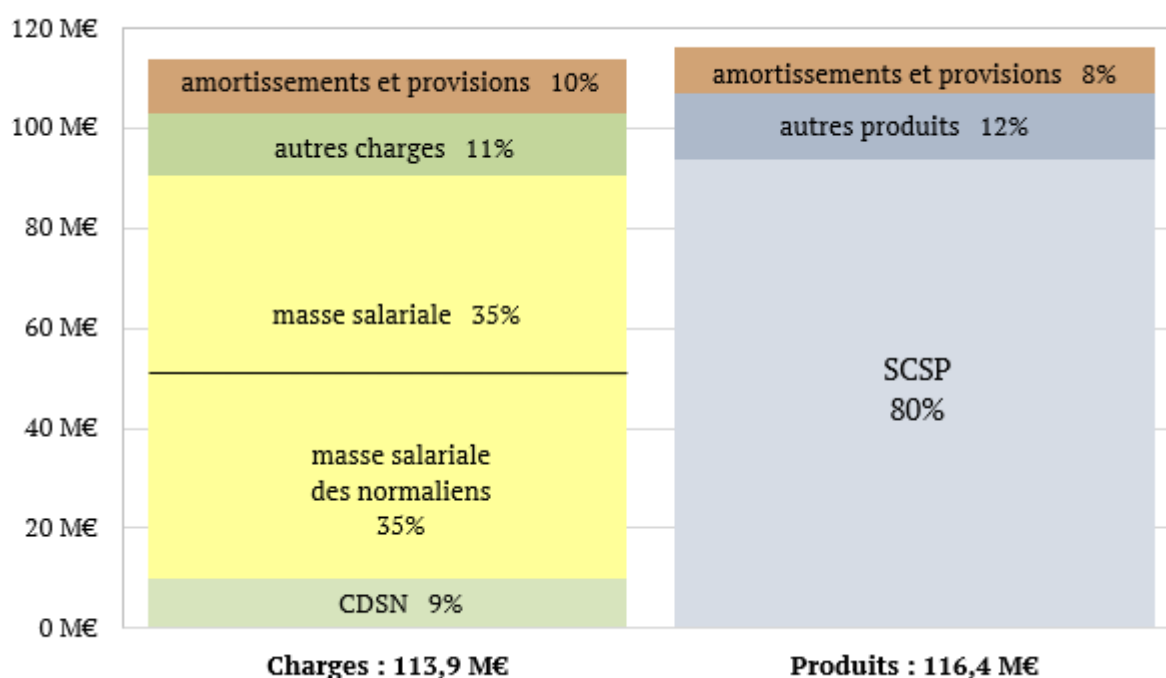 120 M€
100 M€
80 M€
60 M€
40 M€
20 M€
0 M€
amortissements et provisions 10%
autres charges 11%
masse salariale 35%
masse salariale
des normaliens
35%
CDSN 9%
Charges : 113,9 M€
amortissements et provisions 8%
autres produits 12%
SCSP
80%
Produits : 116,4 M€